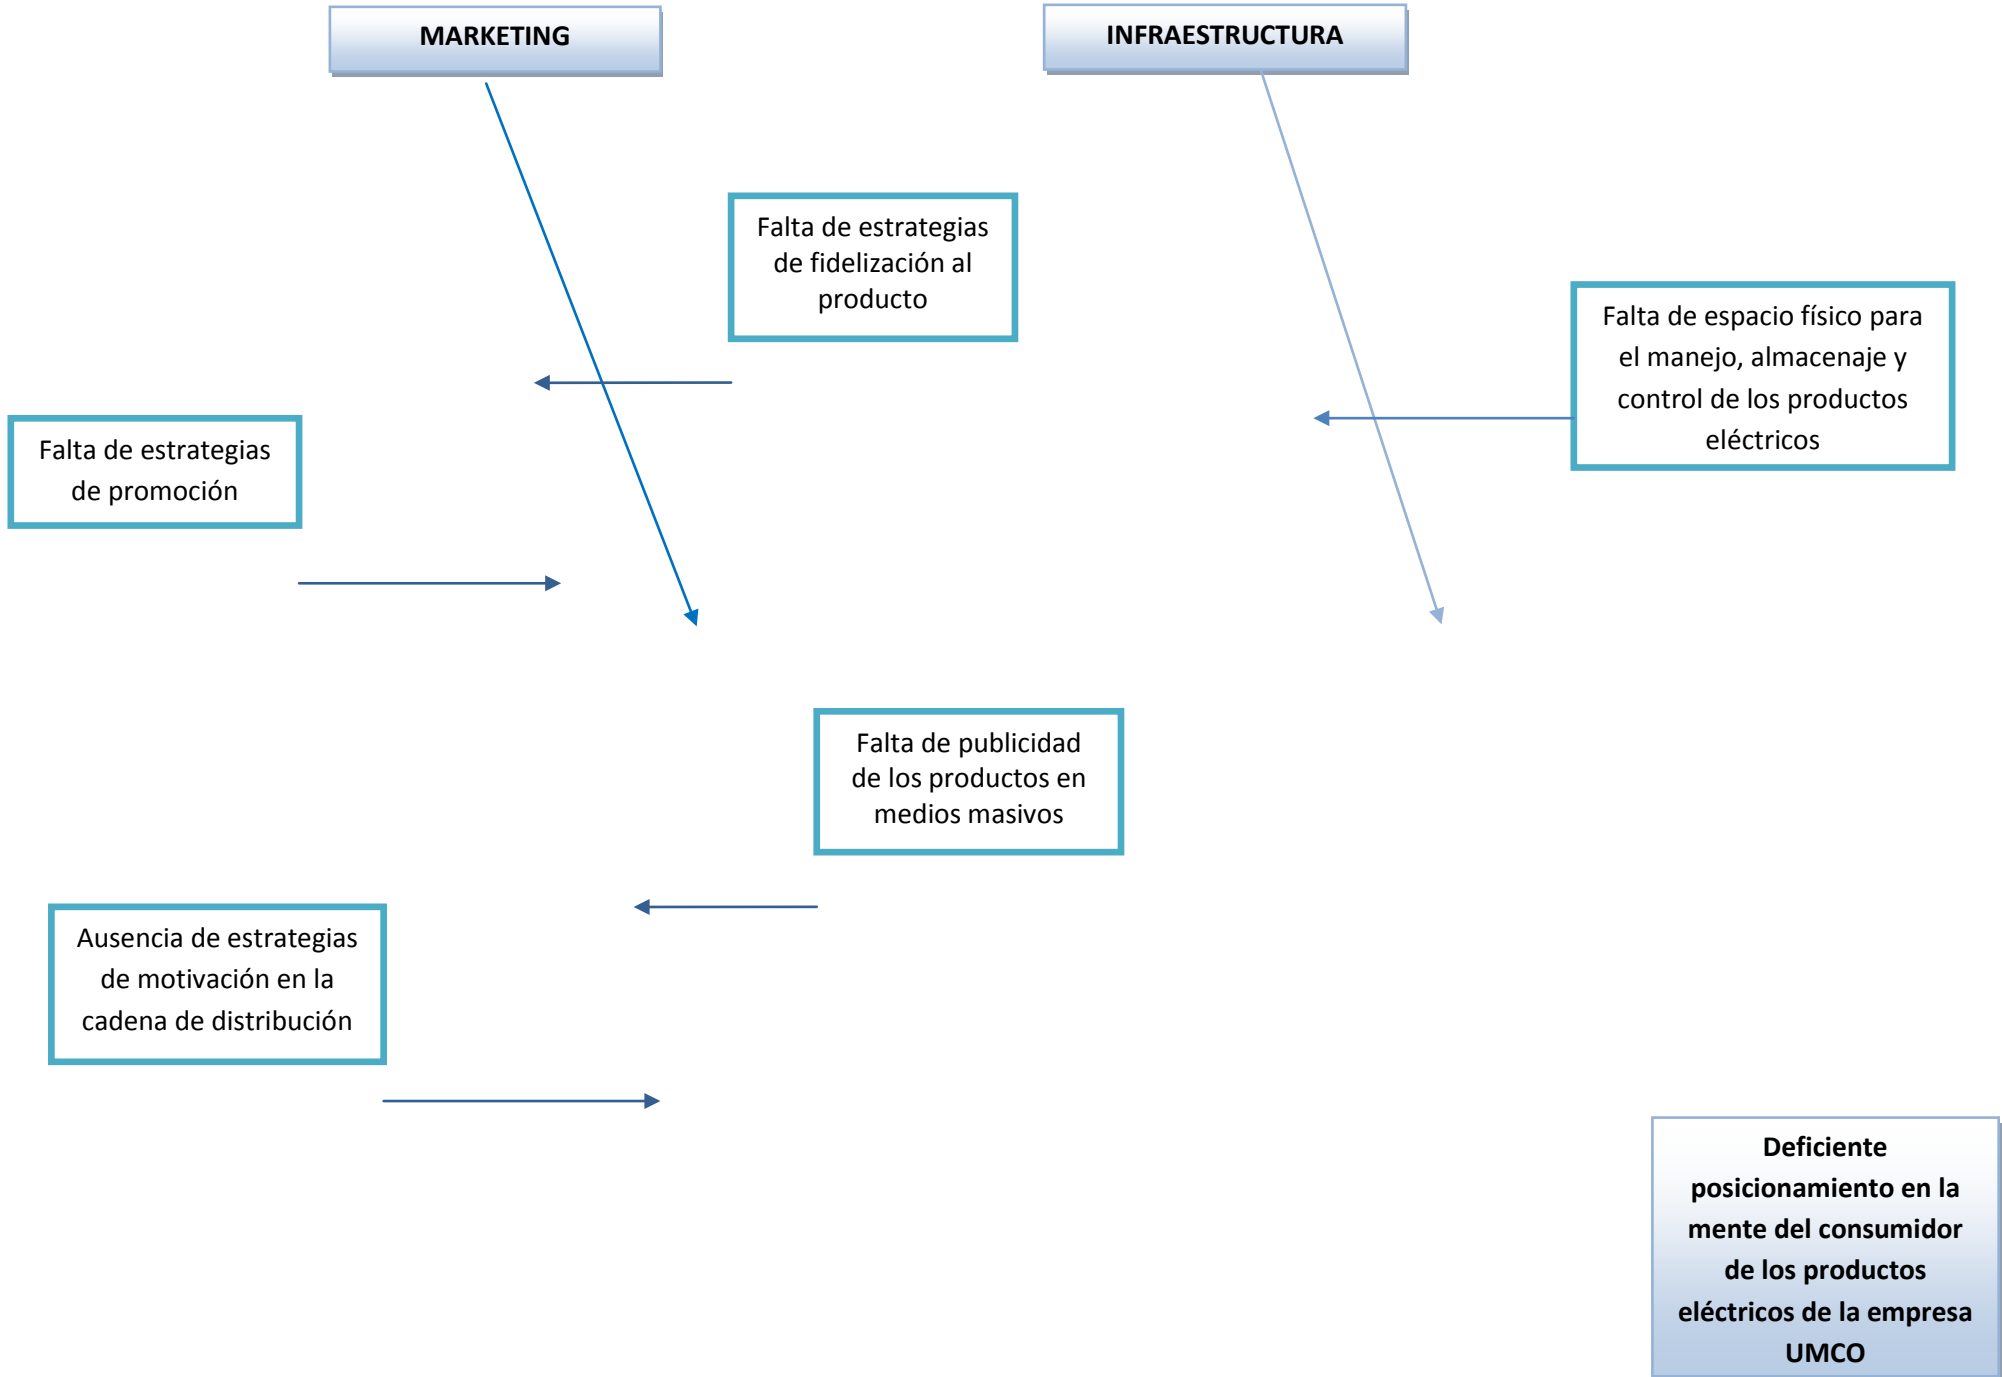 MARKETING
INFRAESTRUCTURA
Falta de estrategias
de fidelización al
producto
Falta de espacio físico para
el manejo, almacenaje y
control de los productos
eléctricos
Falta de estrategias
de promoción
Falta de publicidad
de los productos en
medios masivos
Ausencia de estrategias
de motivación en la
cadena de distribución
Deficiente
posicionamiento en la
mente del consumidor
de los productos
eléctricos de la empresa
UMCO